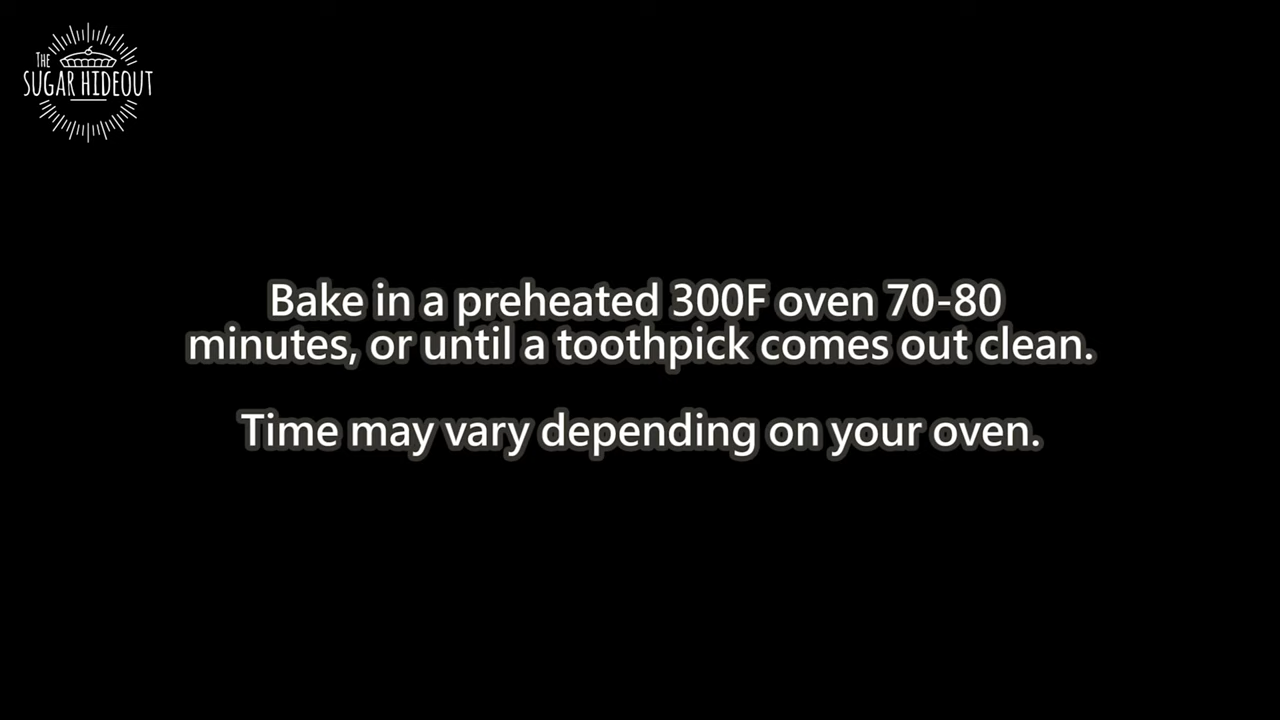 THE
SUGAR HIDEOUT
Bake in a preheated 300F oven 70-80
minutes, or until a toothpick comes out clean.
Time may vary depending on your oven.